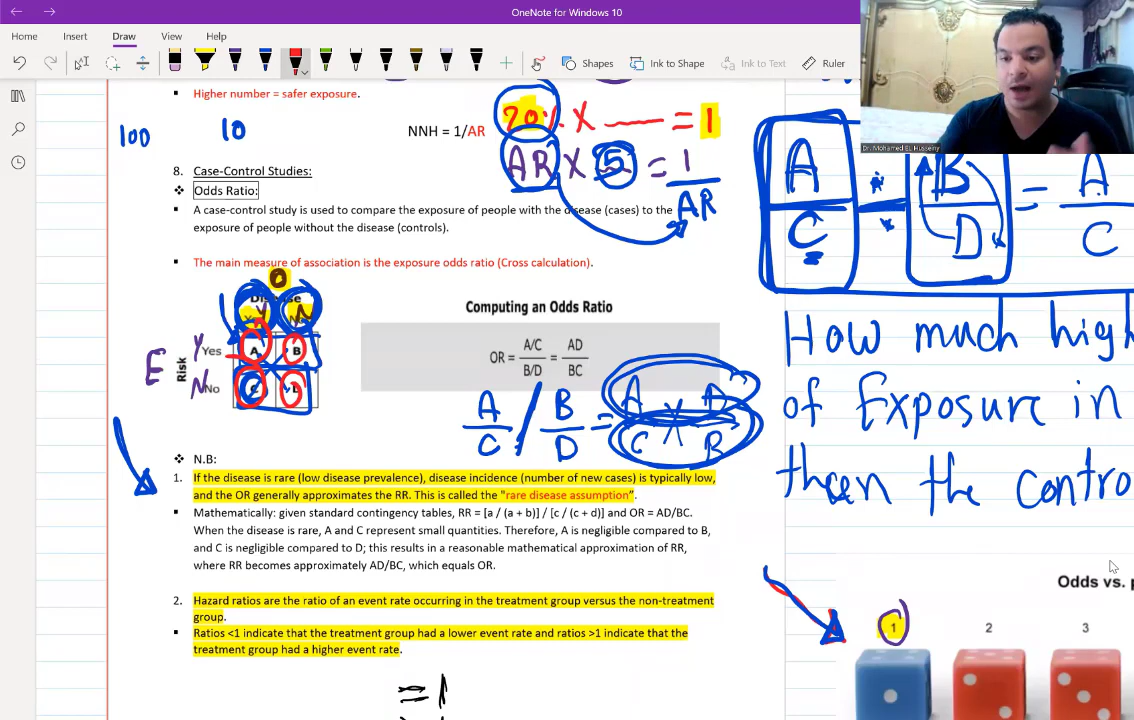 OneNote for Windows 10
Home Insert Draw View Help
Shapes Ink to Shape Ink to Text Ruler
Dr. Mohamed EL Husseiny
Higher number = safer exposure.
20% X ___ = 1
100 10
NNH = 1/AR
AR X 5 = 1
AR
A/C ÷ B/D = A/C
8. Case-Control Studies:
Odds Ratio:
A case-control study is used to compare the exposure of people with the disease (cases) to the
exposure of people without the disease (controls).
The main measure of association is the exposure odds ratio (Cross calculation).
O
Disease
Y N
Computing an Odds Ratio
E Risk Y Yes A B
N No C D
OR = A/C / B/D = AD / BC
A/C / B/D = A X D
C B
How much high
of Exposure in
then the contro
N.B:
1. If the disease is rare (low disease prevalence), disease incidence (number of new cases) is typically low,
and the OR generally approximates the RR. This is called the "rare disease assumption".
Mathematically: given standard contingency tables, RR = [a / (a + b)] / [c / (c + d)] and OR = AD/BC.
When the disease is rare, A and C represent small quantities. Therefore, A is negligible compared to B,
and C is negligible compared to D; this results in a reasonable mathematical approximation of RR,
where RR becomes approximately AD/BC, which equals OR.
Odds vs. p
2. Hazard ratios are the ratio of an event rate occurring in the treatment group versus the non-treatment
group.
Ratios <1 indicate that the treatment group had a lower event rate and ratios >1 indicate that the
treatment group had a higher event rate.
1 2 3
= 1